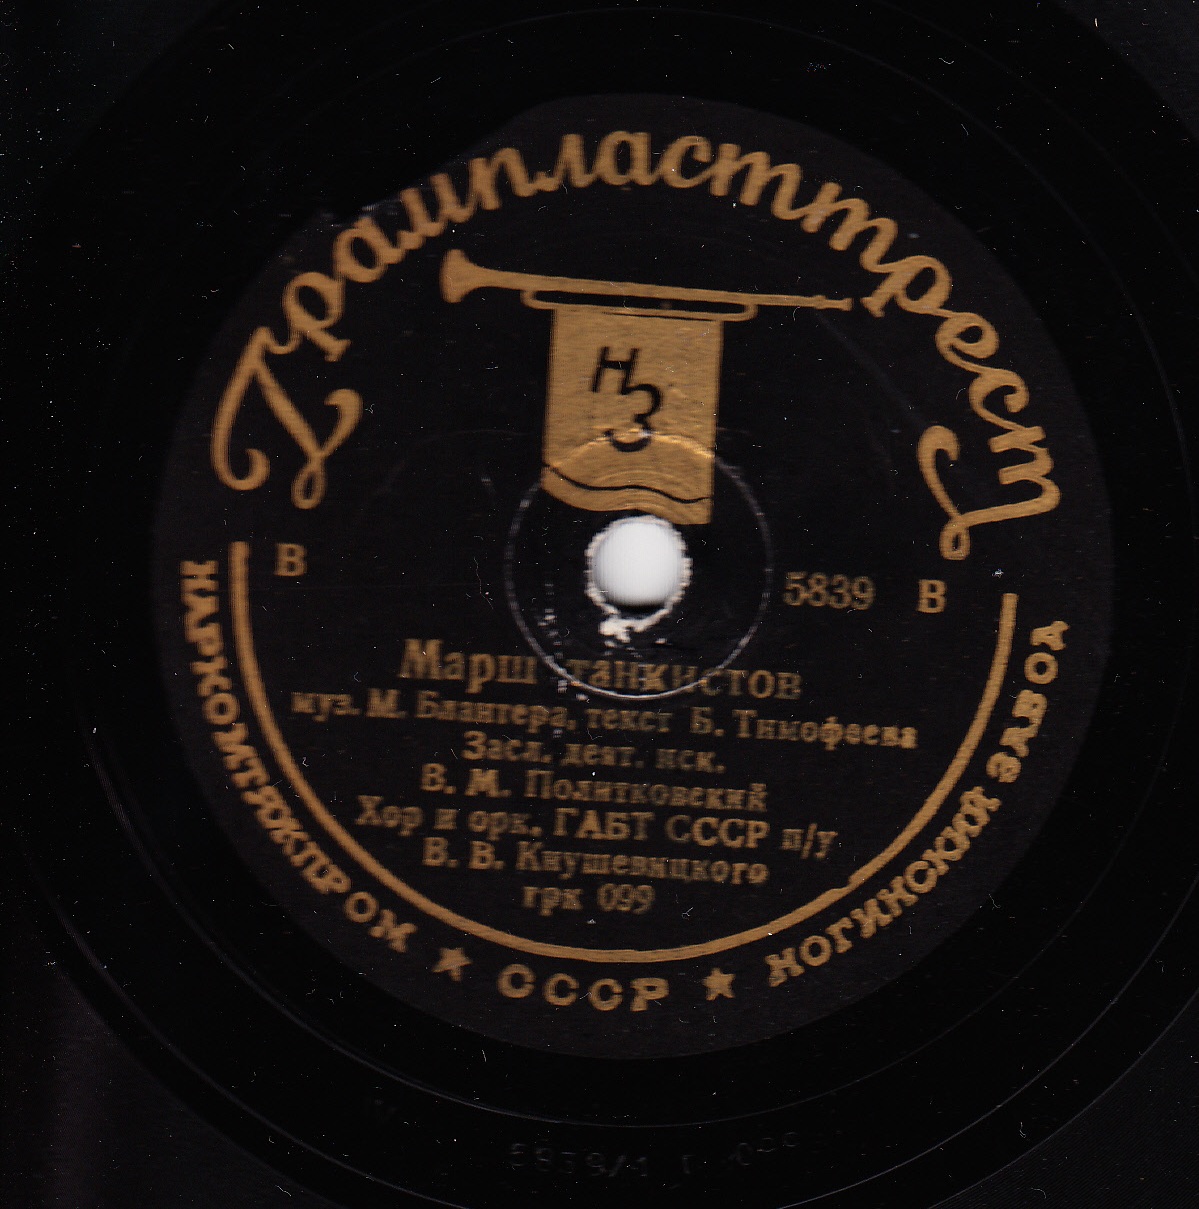 Грампласттрест
НЗ
В 5839 В
Марш танкистов
муз. М. Блантера, текст Б. Тимофеева
Засл. деят. иск.
В. М. Политковский
Хор и орк. ГАБТ СССР п/у
В. В. Кнушевицкого
грк 099
НАРКОМТЯЖПРОМ ★ СССР ★ НОГИНСКИЙ ЗАВОД